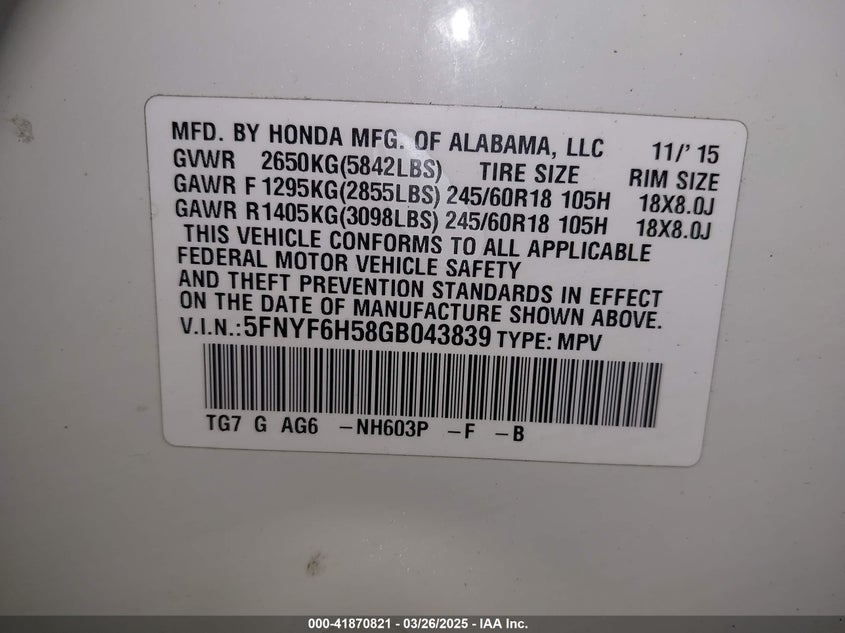 MFD. BY HONDA MFG. OF ALABAMA, LLC 11/' 15
GVWR 2650KG(5842LBS) TIRE SIZE RIM SIZE
GAWR F 1295KG(2855LBS) 245/60R18 105H 18X8.0J
GAWR R1405KG(3098LBS) 245/60R18 105H 18X8.0J
THIS VEHICLE CONFORMS TO ALL APPLICABLE
FEDERAL MOTOR VEHICLE SAFETY
AND THEFT PREVENTION STANDARDS IN EFFECT
ON THE DATE OF MANUFACTURE SHOWN ABOVE.
V.I.N.:5FNYF6H58GB043839 TYPE: MPV
TG7 G AG6 -NH603P -F -B
000-41870821 - 03/26/2025 - IAA Inc.